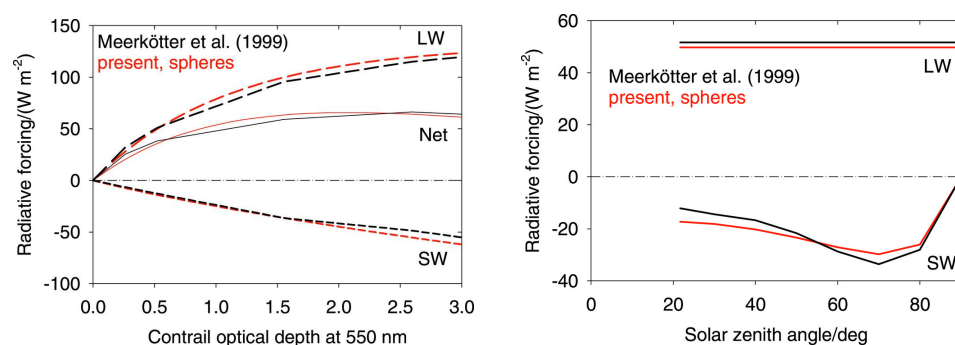 150
100
50
0
-50
-100
Radiative forcing/(W m-2)
Meerkötter et al. (1999)
present, spheres
LW
Net
SW
0.0 0.5 1.0 1.5 2.0 2.5 3.0
Contrail optical depth at 550 nm
60
40
20
0
-20
-40
-60
Radiative forcing/(W m-2)
LW
Meerkötter et al. (1999)
present, spheres
SW
0 20 40 60 80
Solar zenith angle/deg